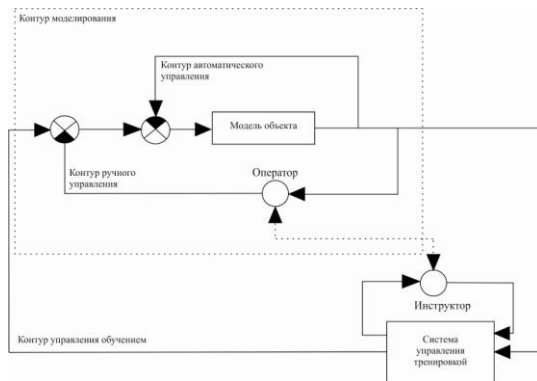 Контур моделирования
Контур автоматического
управления
Модель объекта
Контур ручного
управления
Оператор
Инструктор
Контур управления обучением
Система
управления
тренировкой